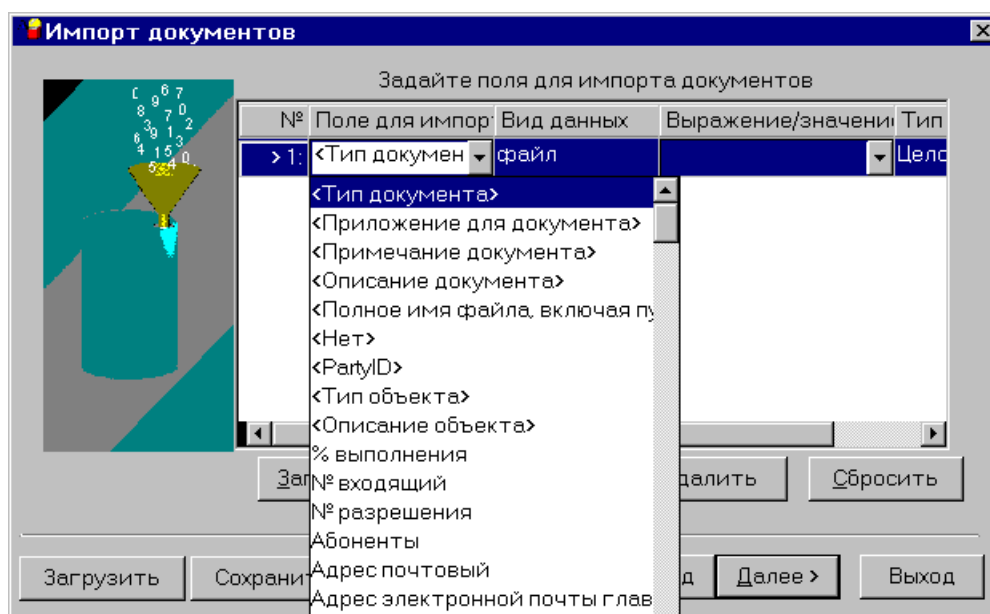 Импорт документов
Задайте поля для импорта документов
№ Поле для импор Вид данных Выражение/значени Тип
> 1: <Тип докумен файл Цело
<Тип документа>
<Приложение для документа>
<Примечание документа>
<Описание документа>
<Полное имя файла, включая пу
<Нет>
<PartyID>
<Тип объекта>
<Описание объекта>
% выполнения
Заг далить Сбросить
№ входящий
№ разрешения
Абоненты
Адрес почтовый
Загрузить Сохрани д Далее > Выход
Адрес электронной почты глав